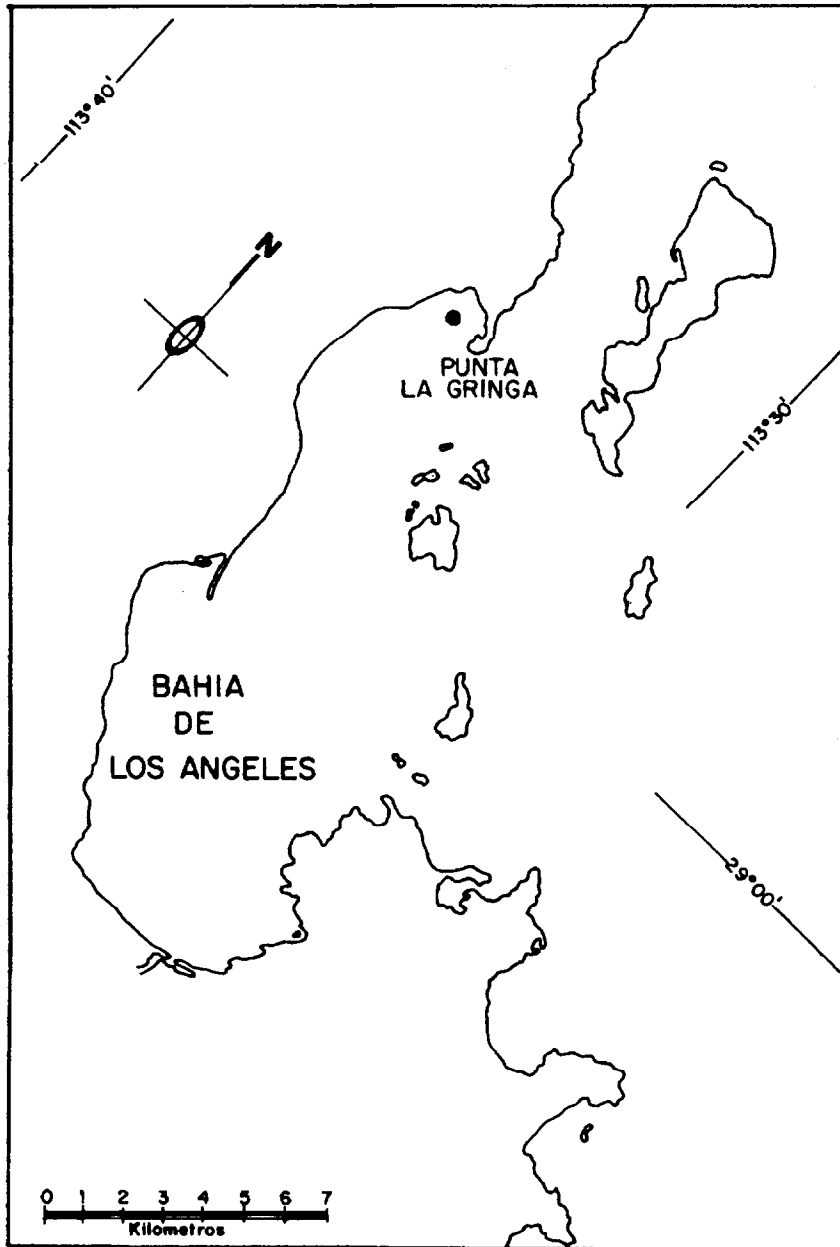 113°40'
N
PUNTA
LA GRINGA
113°30'
BAHIA
DE
LOS ANGELES
29°00'
0 1 2 3 4 5 6 7
Kilometros